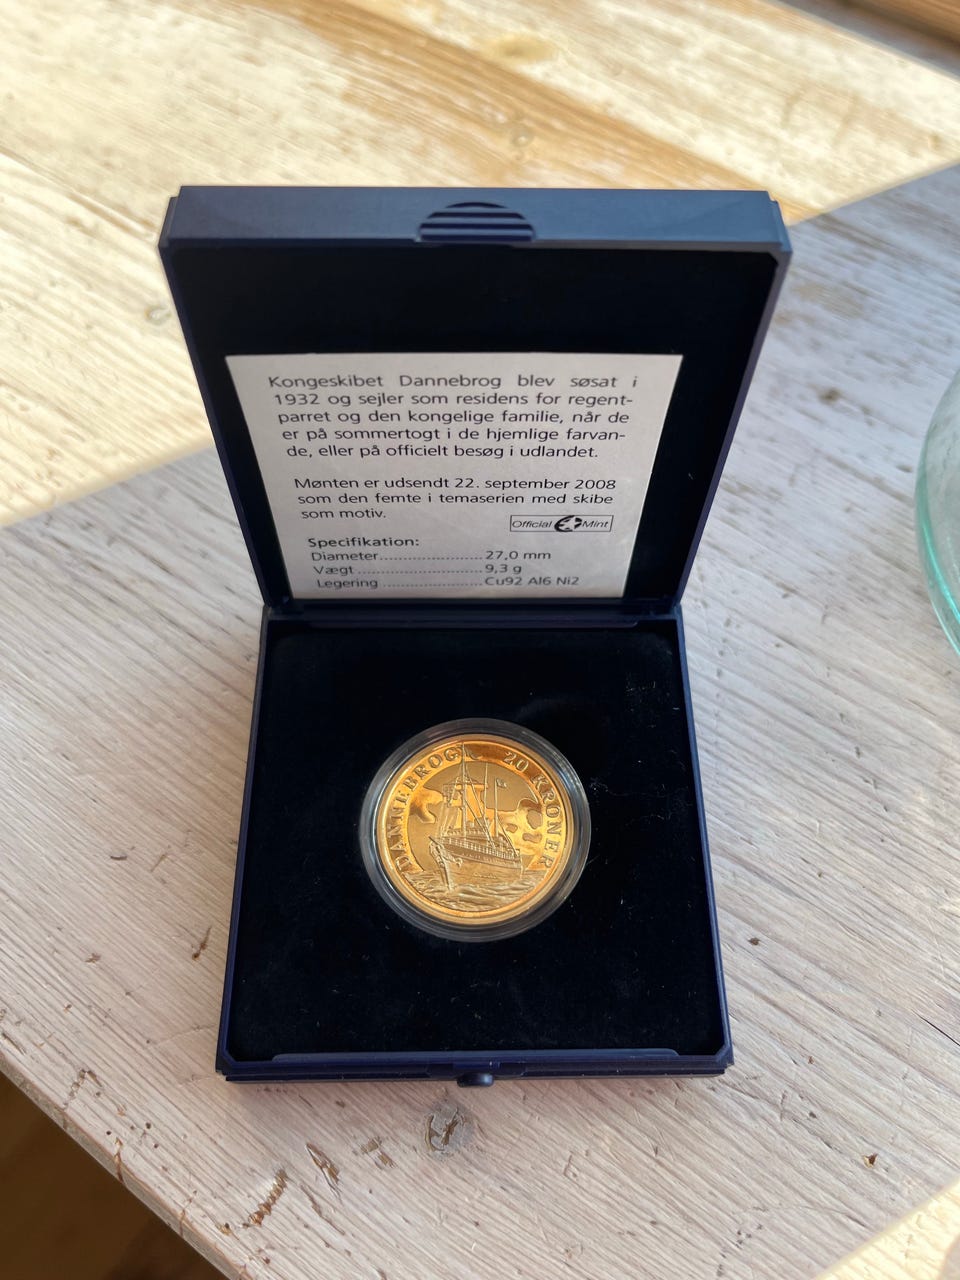 Kongeskibet Dannebrog blev søsat i
1932 og sejler som residens for regent-
parret og den kongelige familie, når de
er på sommertogt i de hjemlige farvan-
de, eller på officielt besøg i udlandet.
Mønten er udsendt 22. september 2008
som den femte i temaserien med skibe
som motiv.
Official Mint
Specifikation:
Diameter.......................27,0 mm
Vægt ...........................9,3 g
Legering ......................Cu92 Al6 Ni2
DANNEBROG 20 KRONER